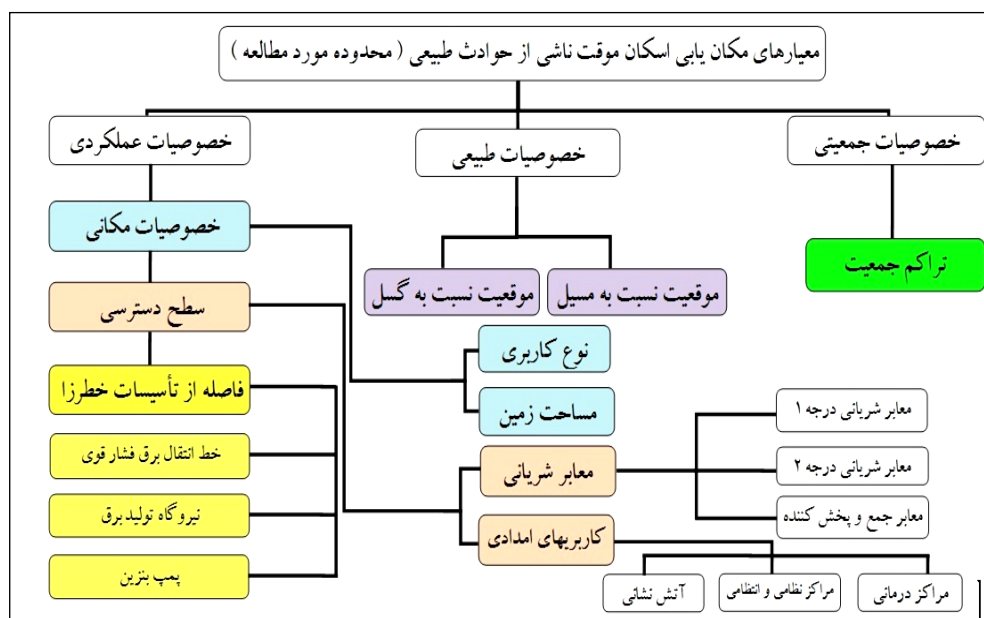 معیارهای مکان یابی اسکان موقت ناشی از حوادث طبیعی ( محدوده مورد مطالعه )
خصوصیات جمعیتی
خصوصیات طبیعی
خصوصیات عملکردی
تراکم جمعیت
موقعیت نسبت به مسیل
موقعیت نسبت به گسل
خصوصیات مکانی
سطح دسترسی
فاصله از تأسیسات خطرزا
خط انتقال برق فشار قوی
نیروگاه تولید برق
پمپ بنزین
نوع کاربری
مساحت زمین
معابر شریانی
کاربریهای امدادی
معابر شریانی درجه ۱
معابر شریانی درجه ۲
معابر جمع و پخش کننده
مراکز درمانی
مراکز نظامی و انتظامی
آتش نشانی